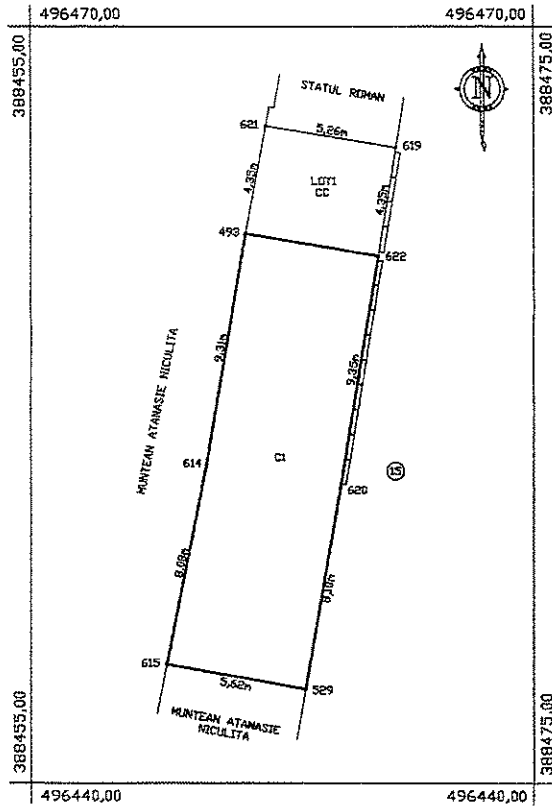 496470,00
496470,00
388455,00
388475,00
N
STATUL ROMAN
621
5,26m
619
4,35m
LOT1
CC
4,35m
493
622
9,31m
9,35m
MUNTEAN ATANASIE NICULITA
C1
614
15
620
8,08m
8,10m
615
5,62m
529
MUNTEAN ATANASIE
NICULITA
388455,00
388475,00
496440,00
496440,00